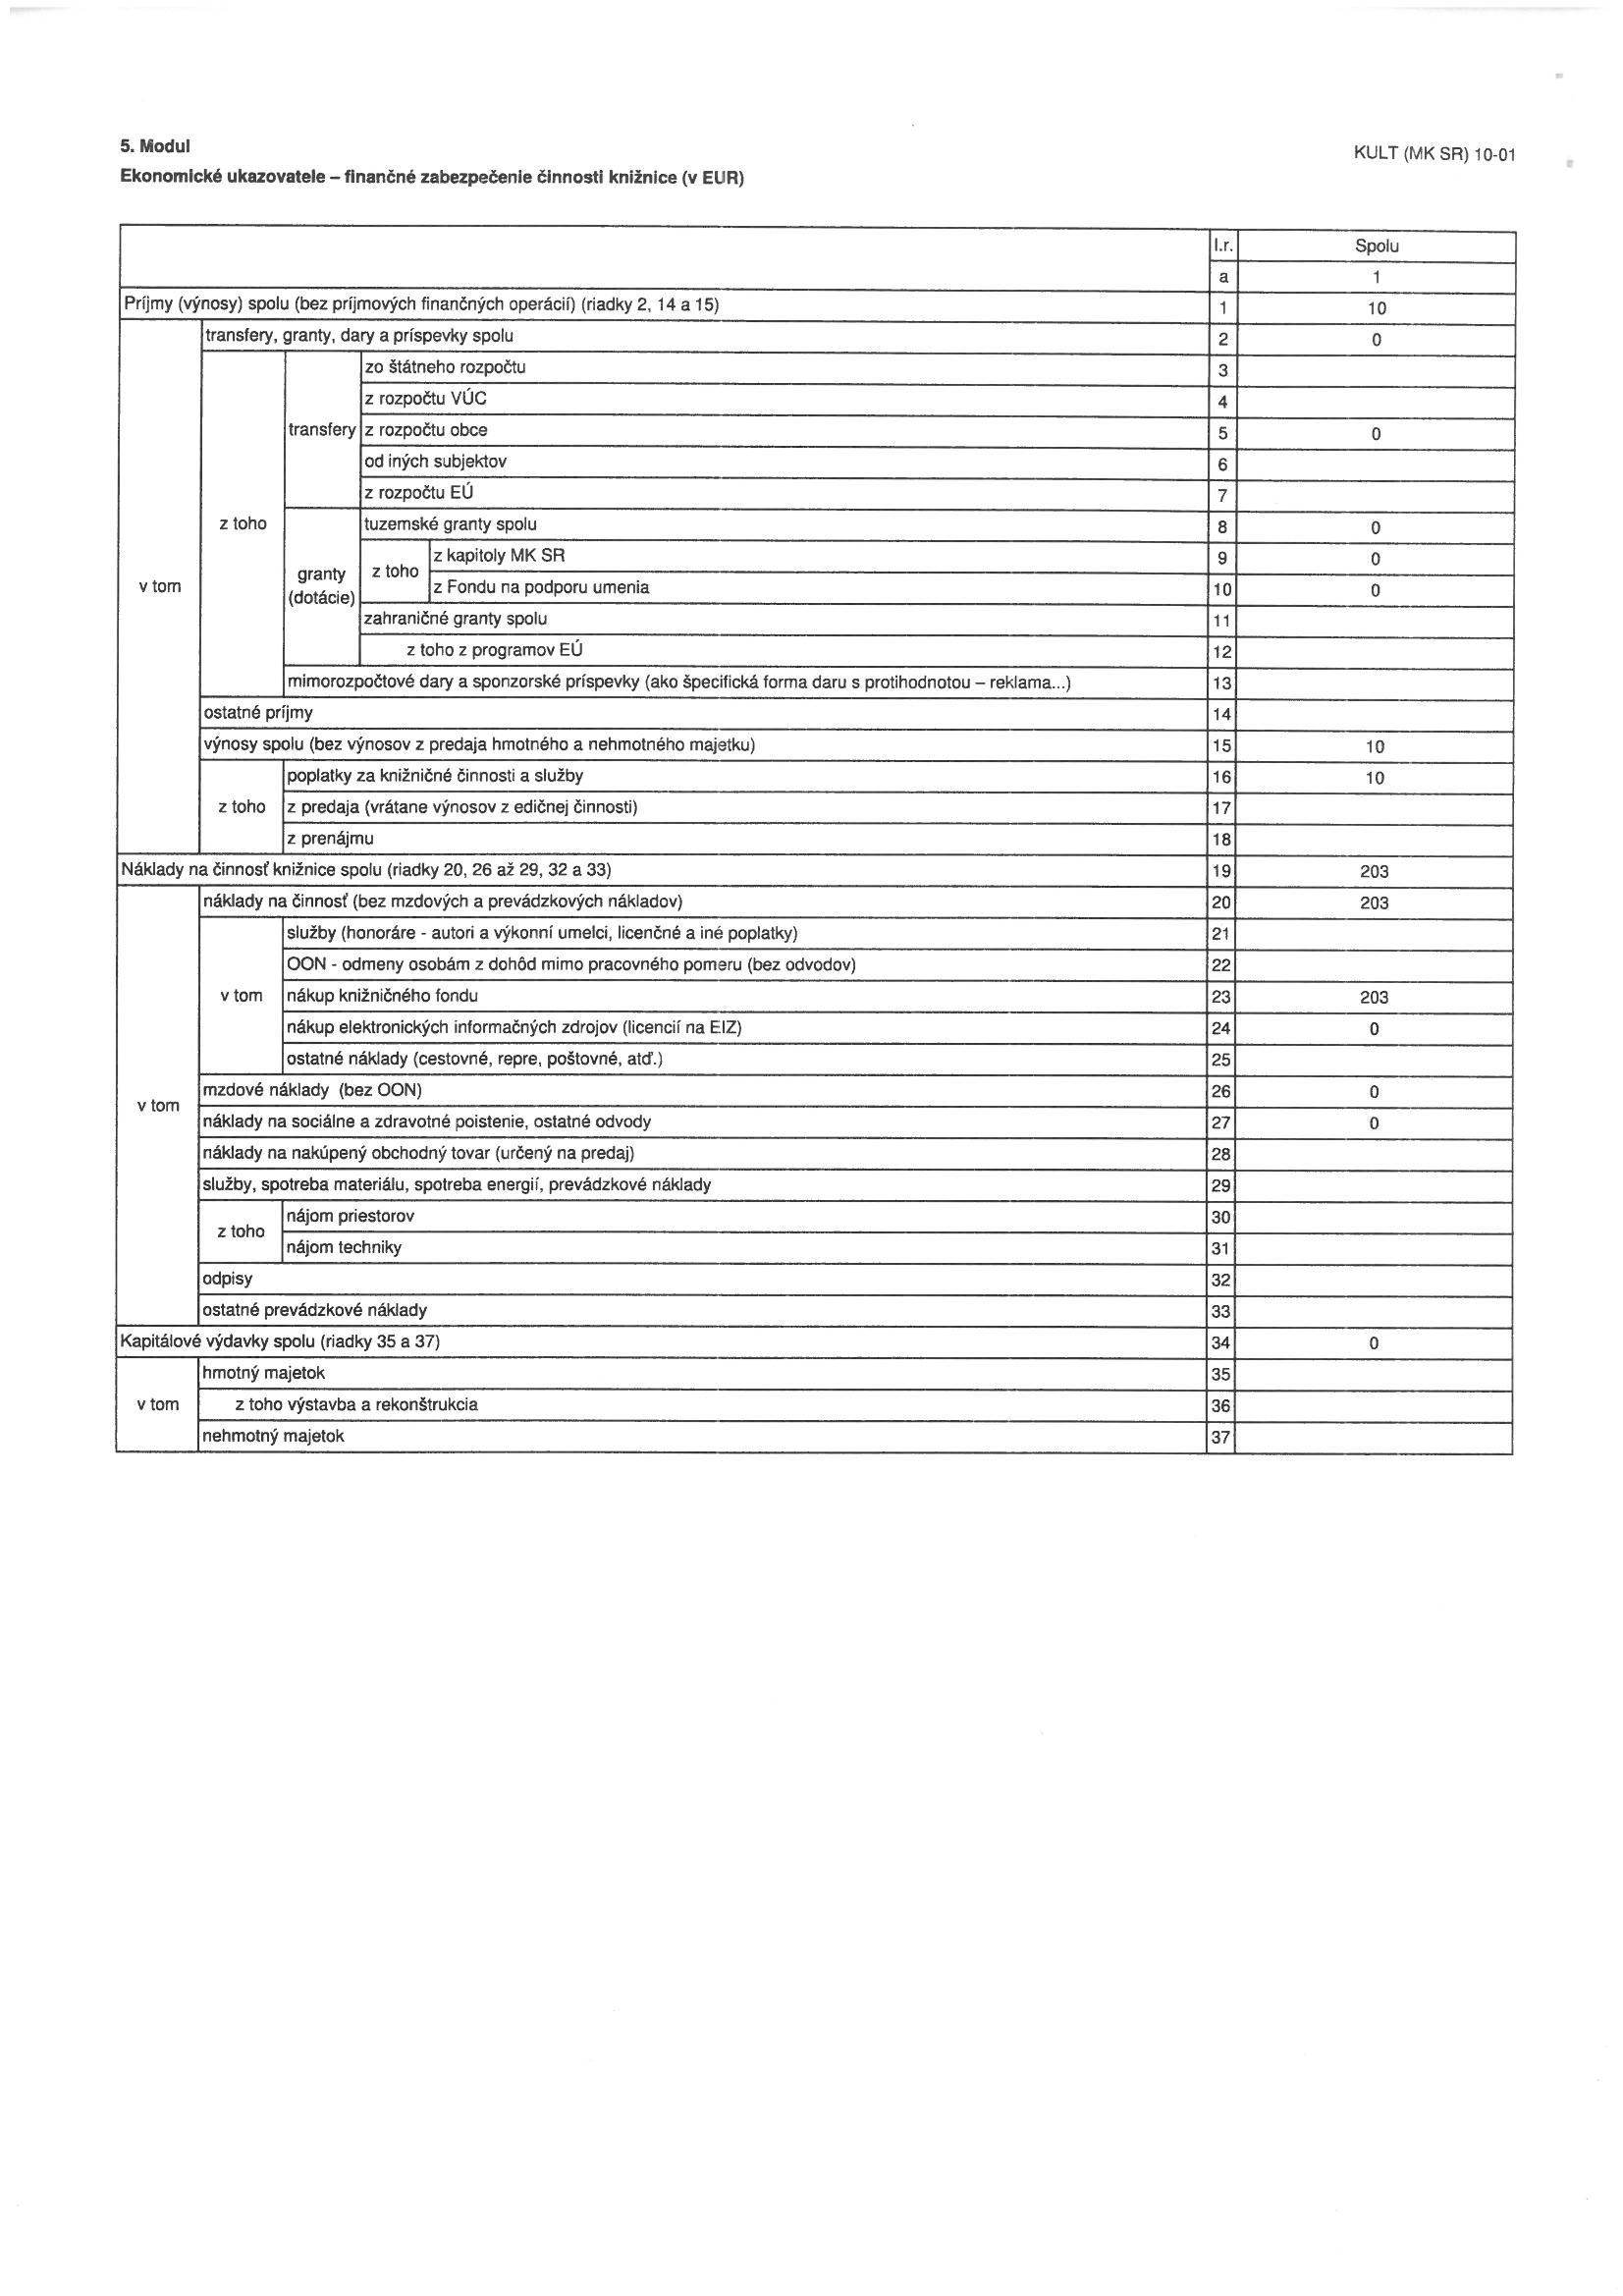 5. Modul
KULT (MK SR) 10-01
Ekonomické ukazovatele – finančné zabezpečenie činnosti knižnice (v EUR)
l.r. Spolu
a 1
Príjmy (výnosy) spolu (bez príjmových finančných operácií) (riadky 2, 14 a 15) 1 10
v tom
transfery, granty, dary a príspevky spolu 2 0
z toho
transfery
zo štátneho rozpočtu 3
z rozpočtu VÚC 4
z rozpočtu obce 5 0
od iných subjektov 6
z rozpočtu EÚ 7
granty
(dotácie)
tuzemské granty spolu 8 0
z toho
z kapitoly MK SR 9 0
z Fondu na podporu umenia 10 0
zahraničné granty spolu 11
z toho z programov EÚ 12
mimorozpočtové dary a sponzorské príspevky (ako špecifická forma daru s protihodnotou – reklama...) 13
ostatné príjmy 14
výnosy spolu (bez výnosov z predaja hmotného a nehmotného majetku) 15 10
z toho
poplatky za knižničné činnosti a služby 16 10
z predaja (vrátane výnosov z edičnej činnosti) 17
z prenájmu 18
Náklady na činnosť knižnice spolu (riadky 20, 26 až 29, 32 a 33) 19 203
v tom
náklady na činnosť (bez mzdových a prevádzkových nákladov) 20 203
v tom
služby (honoráre - autori a výkonní umelci, licenčné a iné poplatky) 21
OON - odmeny osobám z dohôd mimo pracovného pomeru (bez odvodov) 22
nákup knižničného fondu 23 203
nákup elektronických informačných zdrojov (licencií na EIZ) 24 0
ostatné náklady (cestovné, repre, poštovné, atď.) 25
mzdové náklady (bez OON) 26 0
náklady na sociálne a zdravotné poistenie, ostatné odvody 27 0
náklady na nakúpený obchodný tovar (určený na predaj) 28
služby, spotreba materiálu, spotreba energií, prevádzkové náklady 29
z toho
nájom priestorov 30
nájom techniky 31
odpisy 32
ostatné prevádzkové náklady 33
Kapitálové výdavky spolu (riadky 35 a 37) 34 0
v tom
hmotný majetok 35
z toho výstavba a rekonštrukcia 36
nehmotný majetok 37